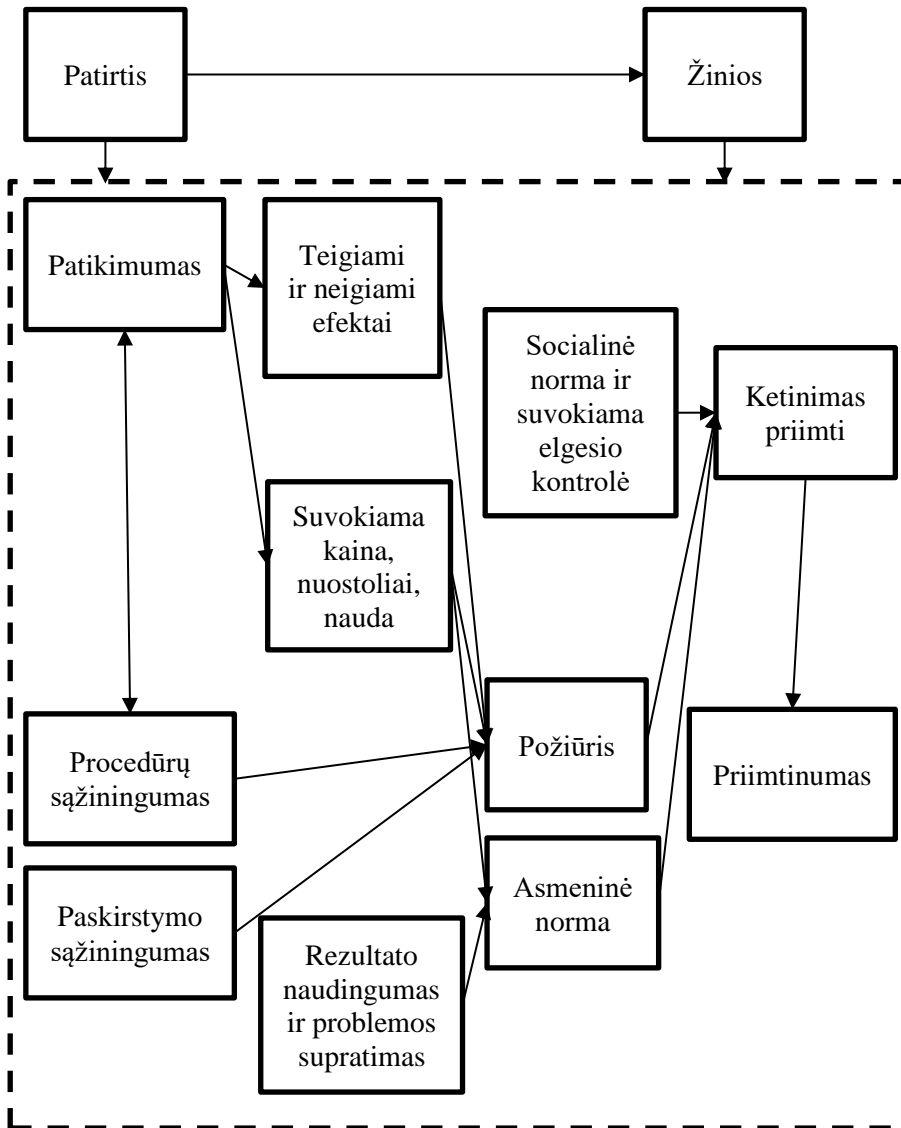 Patirtis
Žinios
Patikimumas
Teigiami
ir neigiami
efektai
Socialinė
norma ir
suvokiama
elgesio
kontrolė
Ketinimas
priimti
Suvokiama
kaina,
nuostoliai,
nauda
Procedūrų
sąžiningumas
Požiūris
Priimtinumas
Paskirstymo
sąžiningumas
Asmeninė
norma
Rezultato
naudingumas
ir problemos
supratimas